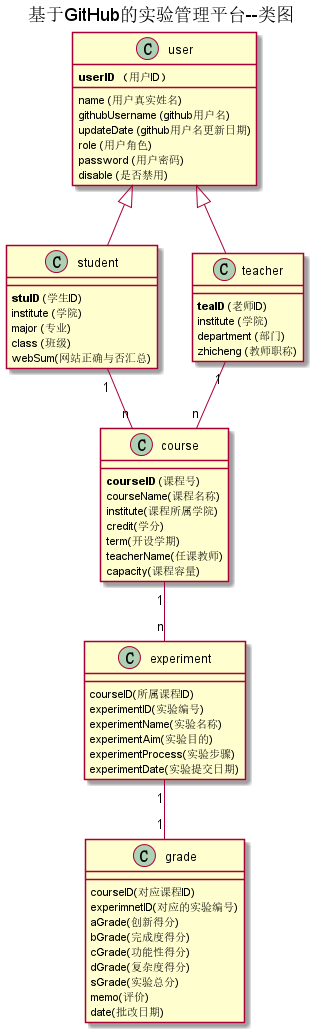 基于GitHub的实验管理平台--类图
C user
userID （用户ID）
name (用户真实姓名)
githubUsername (github用户名)
updateDate (github用户名更新日期)
role (用户角色)
password (用户密码)
disable (是否禁用)
C student
stuID (学生ID)
institute (学院)
major (专业)
class (班级)
webSum(网站正确与否汇总)
C teacher
teaID (老师ID)
institute (学院)
department (部门)
zhicheng (教师职称)
1
1
n
n
C course
courseID (课程号)
courseName(课程名称)
institute(课程所属学院)
credit(学分)
term(开设学期)
teacherName(任课教师)
capacity(课程容量)
1
n
C experiment
courseID(所属课程ID)
experimentID(实验编号)
experimentName(实验名称)
experimentAim(实验目的)
experimentProcess(实验步骤)
experimentDate(实验提交日期)
1
1
C grade
courseID(对应课程ID)
experimnetID(对应的实验编号)
aGrade(创新得分)
bGrade(完成度得分)
cGrade(功能性得分)
dGrade(复杂度得分)
sGrade(实验总分)
memo(评价)
date(批改日期)